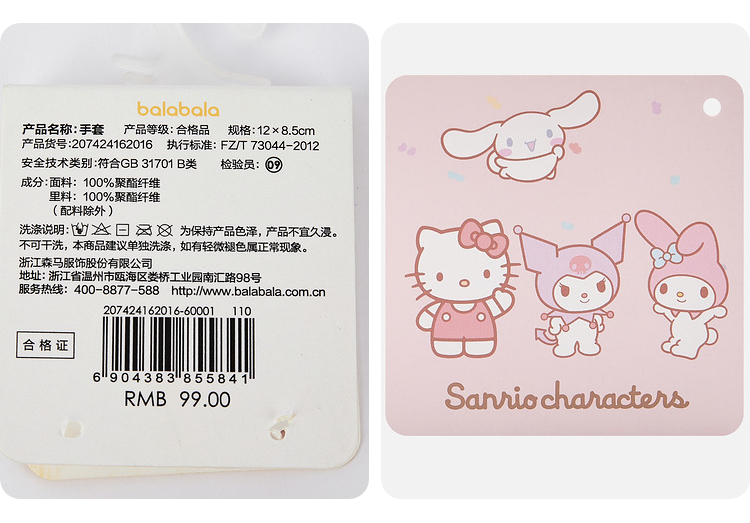 balabala
产品名称: 手套 产品等级: 合格品 规格: 12×8.5cm
产品货号: 207424162016 执行标准: FZ/T 73044-2012
安全技术类别: 符合GB 31701 B类 检验员: 09
成分: 面料: 100%聚酯纤维
里料: 100%聚酯纤维
(配料除外)
洗涤说明: 为保持产品色泽, 产品不宜久浸。
不可干洗, 本商品建议单独洗涤, 如有轻微褪色属正常现象。
浙江森马服饰股份有限公司
地址: 浙江省温州市瓯海区娄桥工业园南汇路98号
服务热线: 400-8877-588 http://www.balabala.com.cn
207424162016-60001 110
合格证
6 904383 855841
RMB 99.00
Sanrio characters